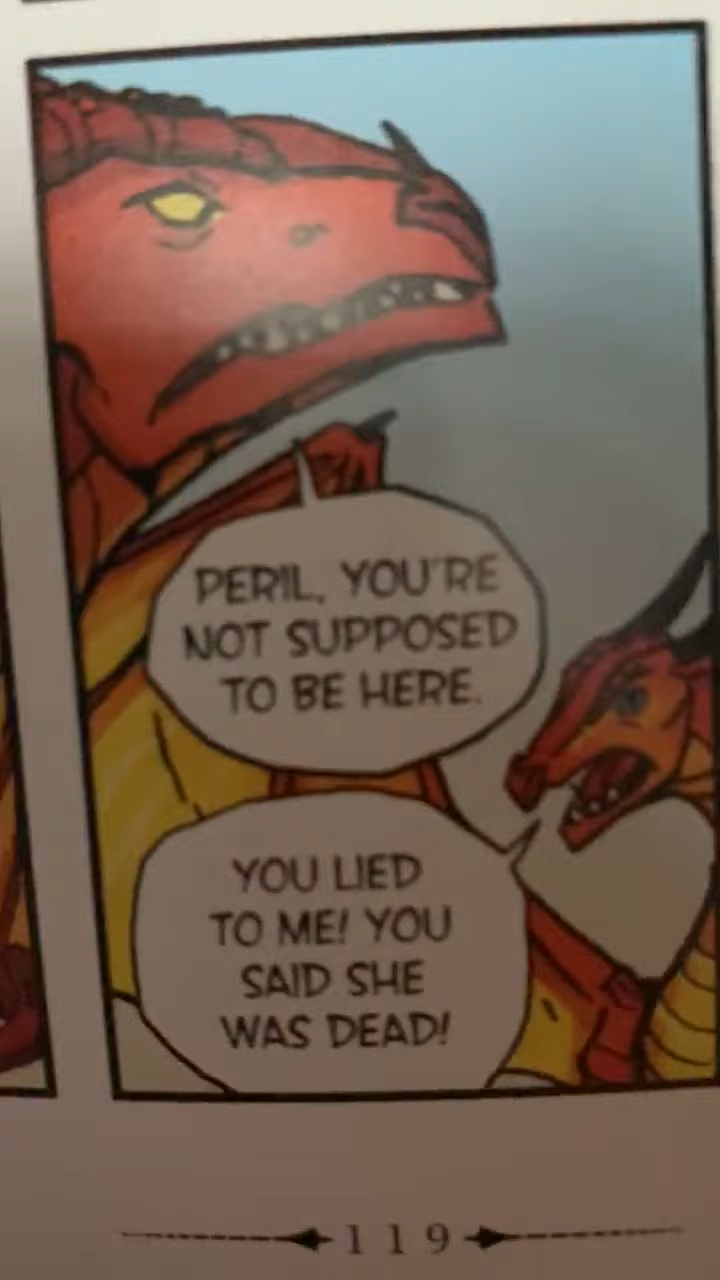 PERIL, YOU'RE
NOT SUPPOSED
TO BE HERE.
YOU LIED
TO ME! YOU
SAID SHE
WAS DEAD!
119